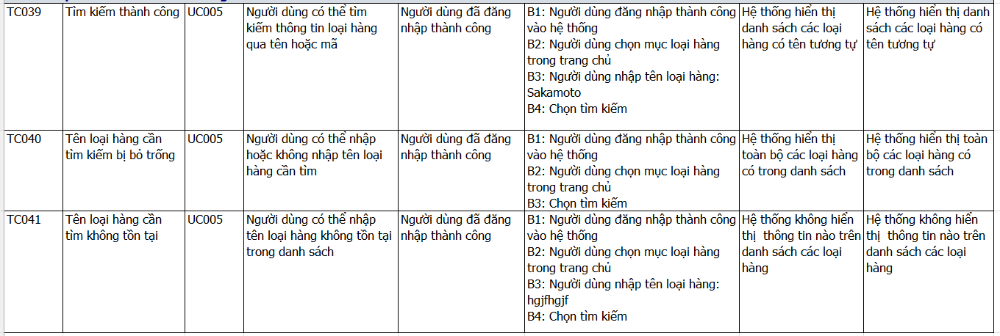 TC039
Tìm kiếm thành công
UC005
Người dùng có thể tìm
kiếm thông tin loại hàng
qua tên hoặc mã
Người dùng đã đăng
nhập thành công
B1: Người dùng đăng nhập thành công
vào hệ thống
B2: Người dùng chọn mục loại hàng
trong trang chủ
B3: Người dùng nhập tên loại hàng:
Sakamoto
B4: Chọn tìm kiếm
Hệ thống hiển thị
danh sách các loại
hàng có tên tương tự
Hệ thống hiển thị danh
sách các loại hàng có
tên tương tự
TC040
Tên loại hàng cần
tìm kiếm bị bỏ trống
UC005
Người dùng có thể nhập
hoặc không nhập tên loại
hàng cần tìm
Người dùng đã đăng
nhập thành công
B1: Người dùng đăng nhập thành công
vào hệ thống
B2: Người dùng chọn mục loại hàng
trong trang chủ
B3: Chọn tìm kiếm
Hệ thống hiển thị
toàn bộ các loại hàng
có trong danh sách
Hệ thống hiển thị toàn
bộ các loại hàng có
trong danh sách
TC041
Tên loại hàng cần
tìm không tồn tại
UC005
Người dùng có thể nhập
tên loại hàng không tồn tại
trong danh sách
Người dùng đã đăng
nhập thành công
B1: Người dùng đăng nhập thành công
vào hệ thống
B2: Người dùng chọn mục loại hàng
trong trang chủ
B3: Người dùng nhập tên loại hàng:
hgjfhgjf
B4: Chọn tìm kiếm
Hệ thống không hiển
thị thông tin nào trên
danh sách các loại
hàng
Hệ thống không hiển
thị thông tin nào trên
danh sách các loại
hàng